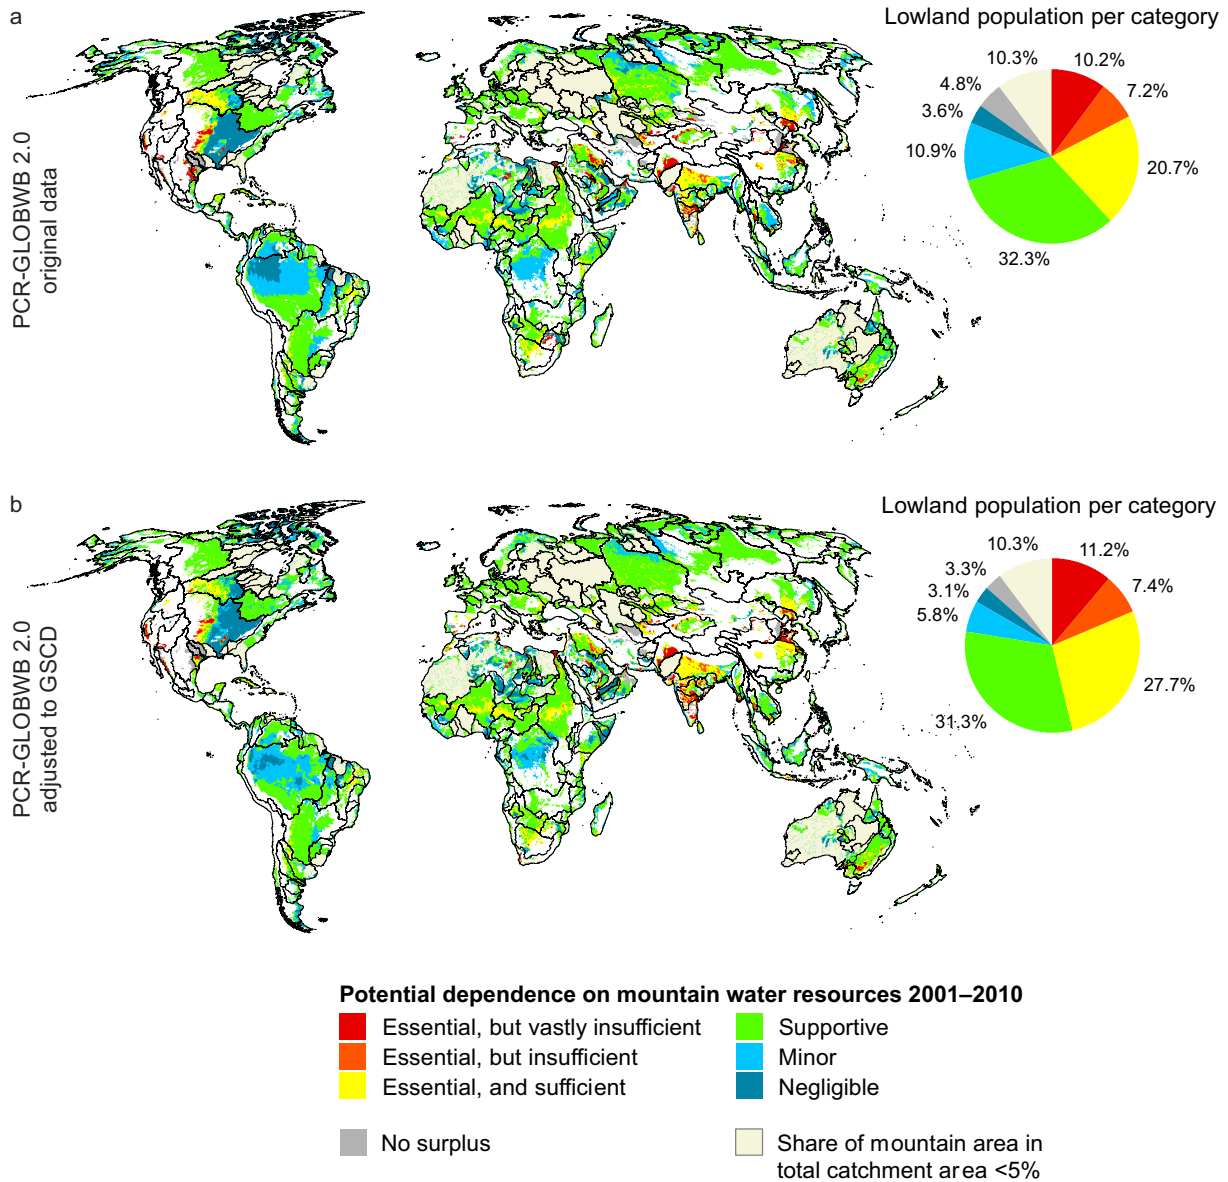 a
Lowland population per category
10.3%
10.2%
4.8%
7.2%
3.6%
10.9%
20.7%
32.3%
PCR-GLOBWB 2.0
original data
b
Lowland population per category
10.3%
11.2%
3.3%
7.4%
3.1%
5.8%
27.7%
31.3%
PCR-GLOBWB 2.0
adjusted to GSCD
Potential dependence on mountain water resources 2001–2010
Essential, but vastly insufficient
Essential, but insufficient
Essential, and sufficient
Supportive
Minor
Negligible
No surplus
Share of mountain area in
total catchment area <5%